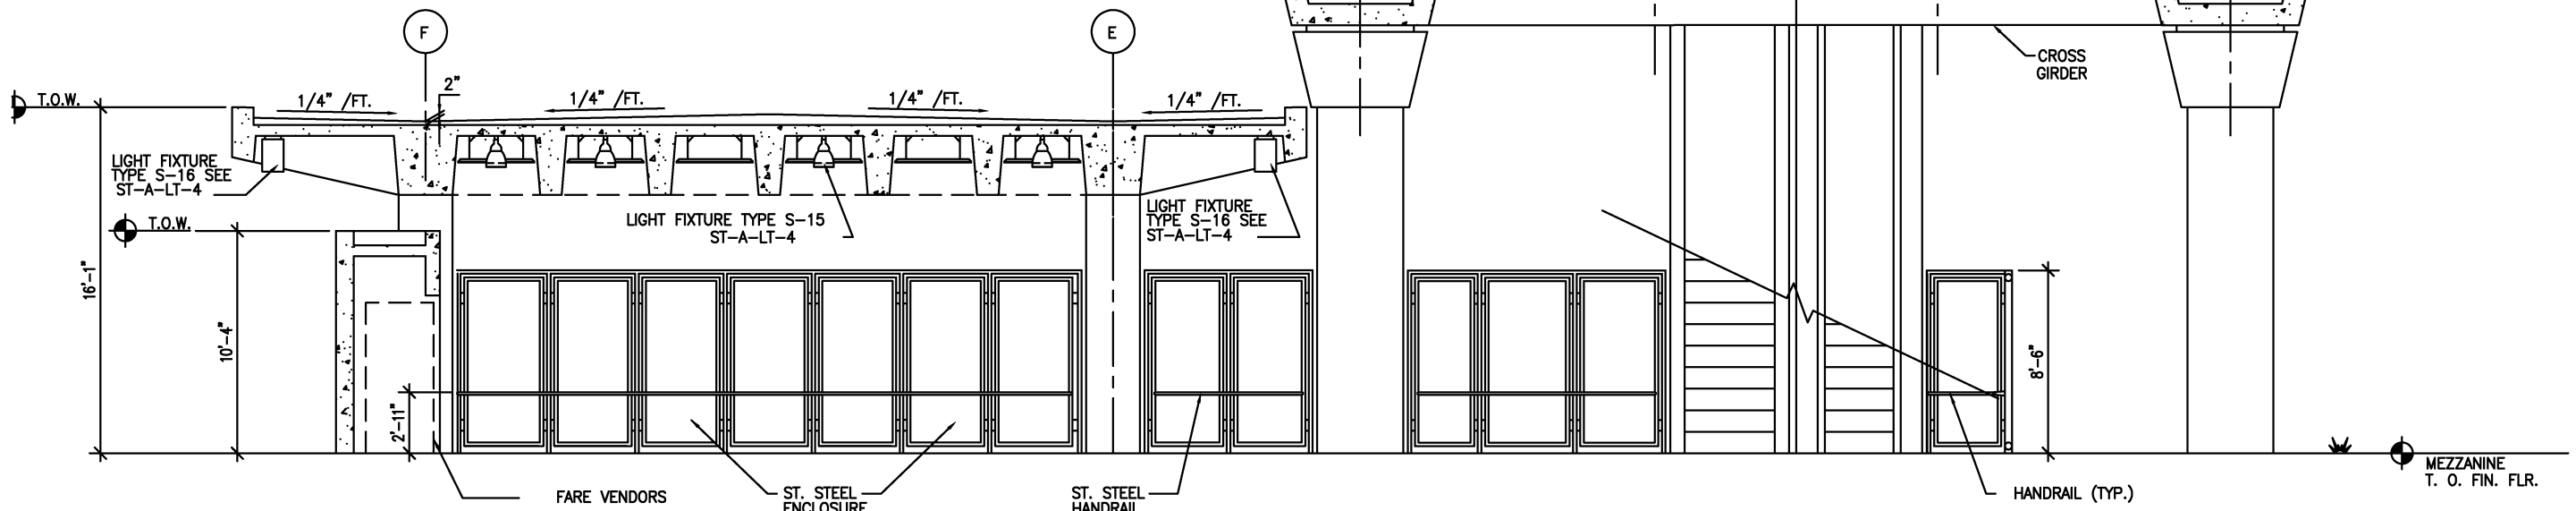 F
E
CROSS
GIRDER
2"
T.O.W.
1/4" /FT.
1/4" /FT.
1/4" /FT.
1/4" /FT.
LIGHT FIXTURE
TYPE S-16 SEE
ST-A-LT-4
LIGHT FIXTURE TYPE S-15
ST-A-LT-4
LIGHT FIXTURE
TYPE S-16 SEE
ST-A-LT-4
T.O.W.
16'-1"
10'-4"
2'-11"
8'-6"
FARE VENDORS
ST. STEEL
ENCLOSURE
ST. STEEL
HANDRAIL
HANDRAIL (TYP.)
MEZZANINE
T. O. FIN. FLR.